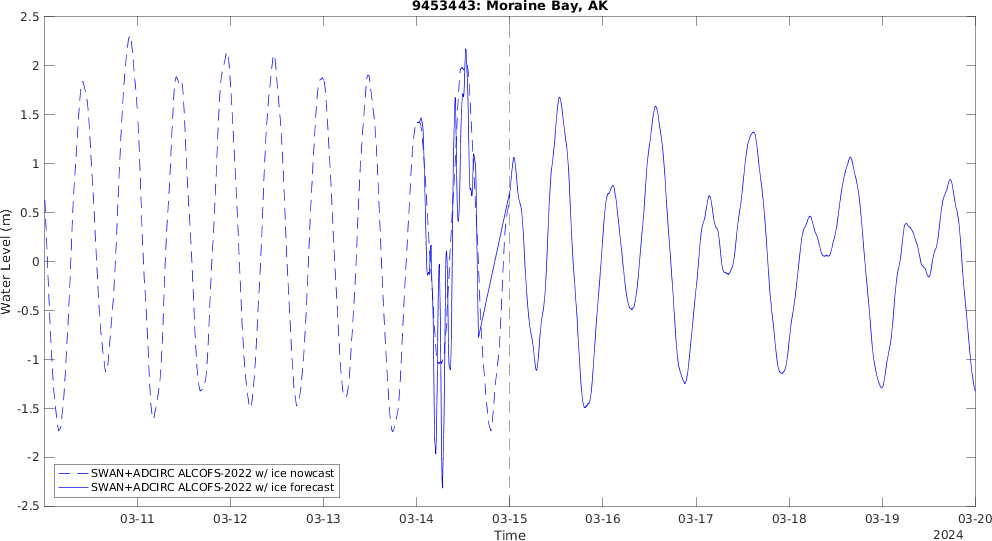 9453443: Moraine Bay, AK
2.5
2
1.5
1
0.5
0
-0.5
-1
-1.5
-2
-2.5
Water Level (m)
SWAN+ADCIRC ALCOFS-2022 w/ ice nowcast
SWAN+ADCIRC ALCOFS-2022 w/ ice forecast
03-11 03-12 03-13 03-14 03-15 03-16 03-17 03-18 03-19 03-20
Time
2024